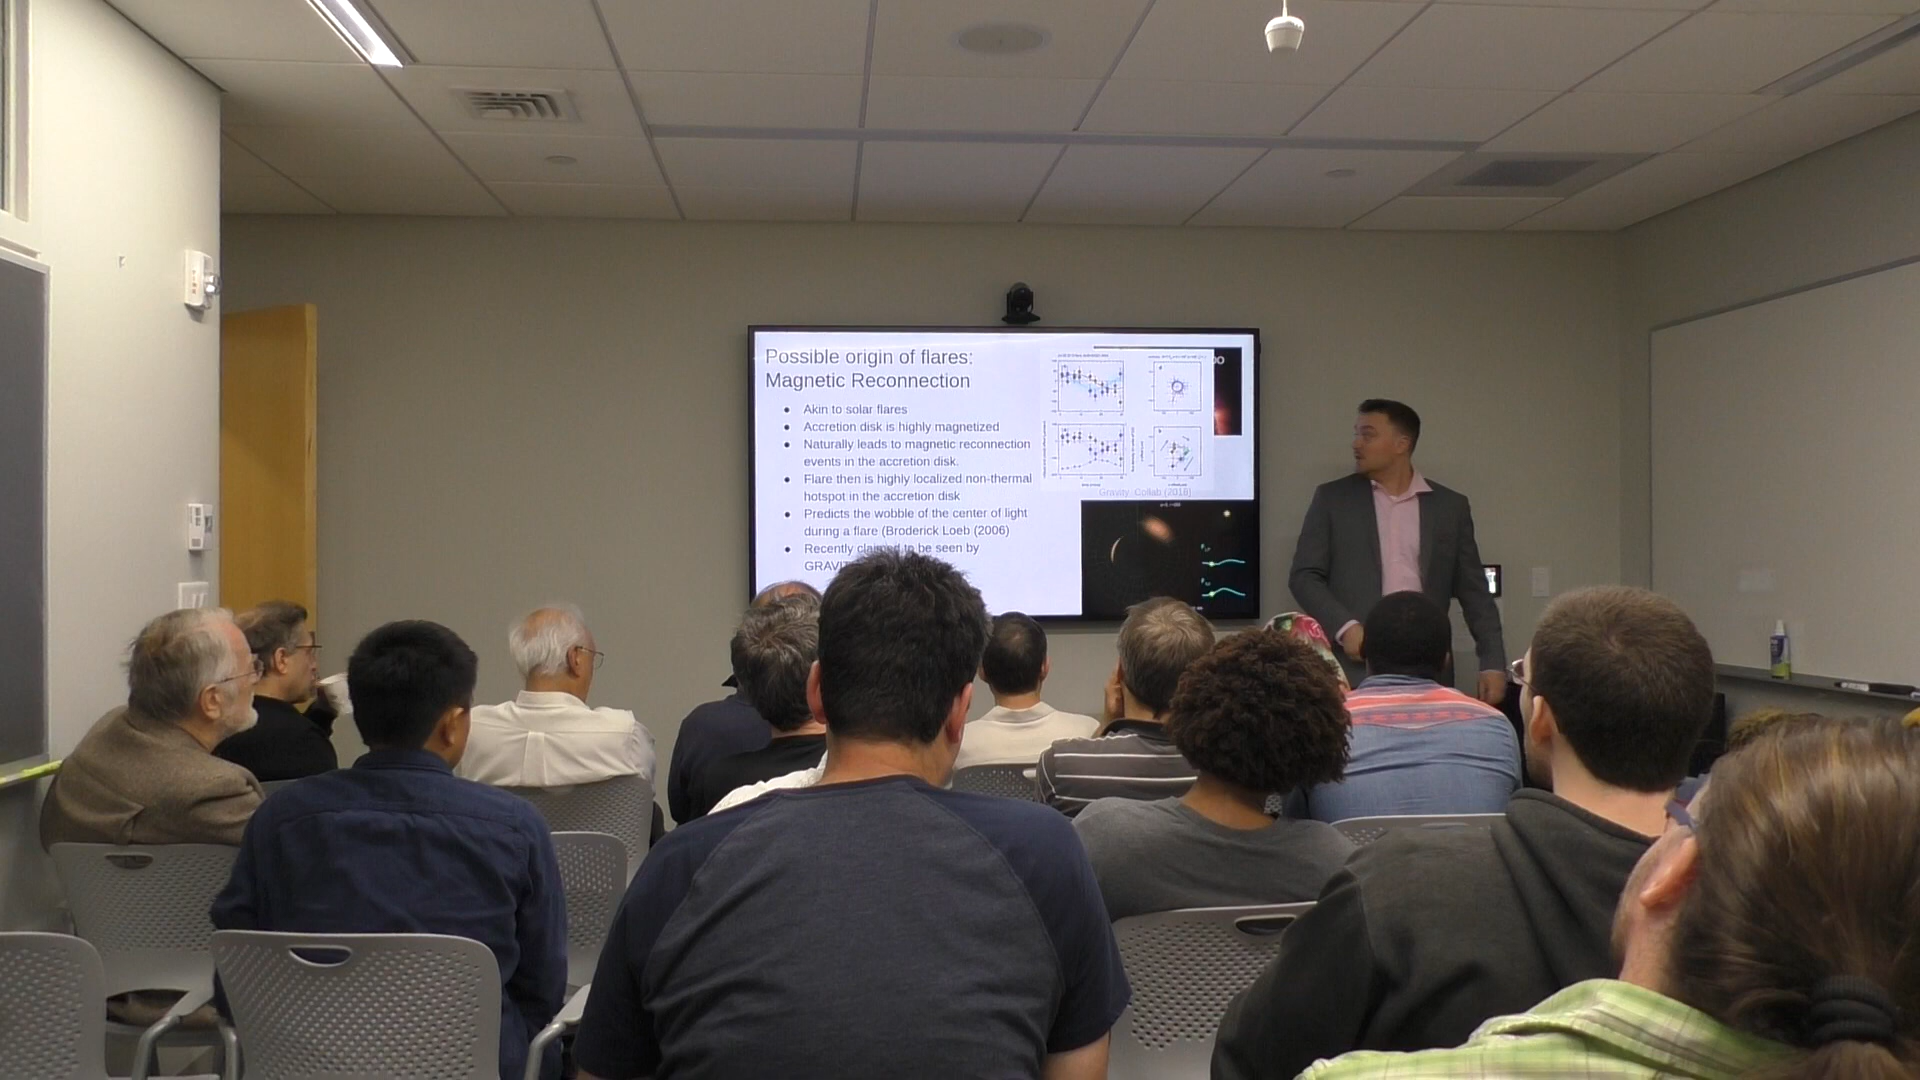 Possible origin of flares:
Magnetic Reconnection
● Akin to solar flares
● Accretion disk is highly magnetized
● Naturally leads to magnetic reconnection
events in the accretion disk.
● Flare then is highly localized non-thermal
hotspot in the accretion disk
● Predicts the wobble of the center of light
during a flare (Broderick Loeb (2006)
● Recently claimed to be seen by
Gravity Collab (2018)